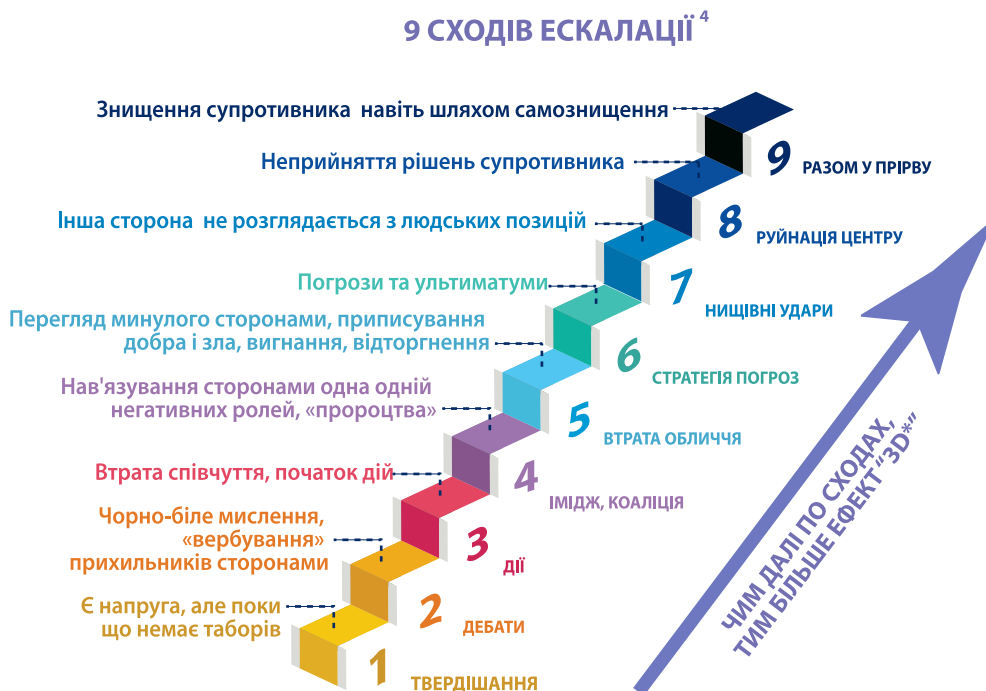 9 СХОДІВ ЕСКАЛАЦІЇ 4
Знищення супротивника навіть шляхом самознищення
9 РАЗОМ У ПРІРВУ
Неприйняття рішень супротивника
8 РУЙНАЦІЯ ЦЕНТРУ
Інша сторона не розглядається з людських позицій
7 НИЩІВНІ УДАРИ
Погрози та ультиматуми
6 СТРАТЕГІЯ ПОГРОЗ
Перегляд минулого сторонами, приписування
добра і зла, вигнання, відторгнення
5 ВТРАТА ОБЛИЧЧЯ
Нав'язування сторонами одна одній
негативних ролей, «пророцтва»
4 ІМІДЖ, КОАЛІЦІЯ
Втрата співчуття, початок дій
3 ДІЇ
Чорно-біле мислення,
«вербування»
прихильників сторонами
2 ДЕБАТИ
Є напруга, але поки
що немає таборів
1 ТВЕРДІШАННЯ
ЧИМ ДАЛІ ПО СХОДАХ,
ТИМ БІЛЬШЕ ЕФЕКТ “3D*”